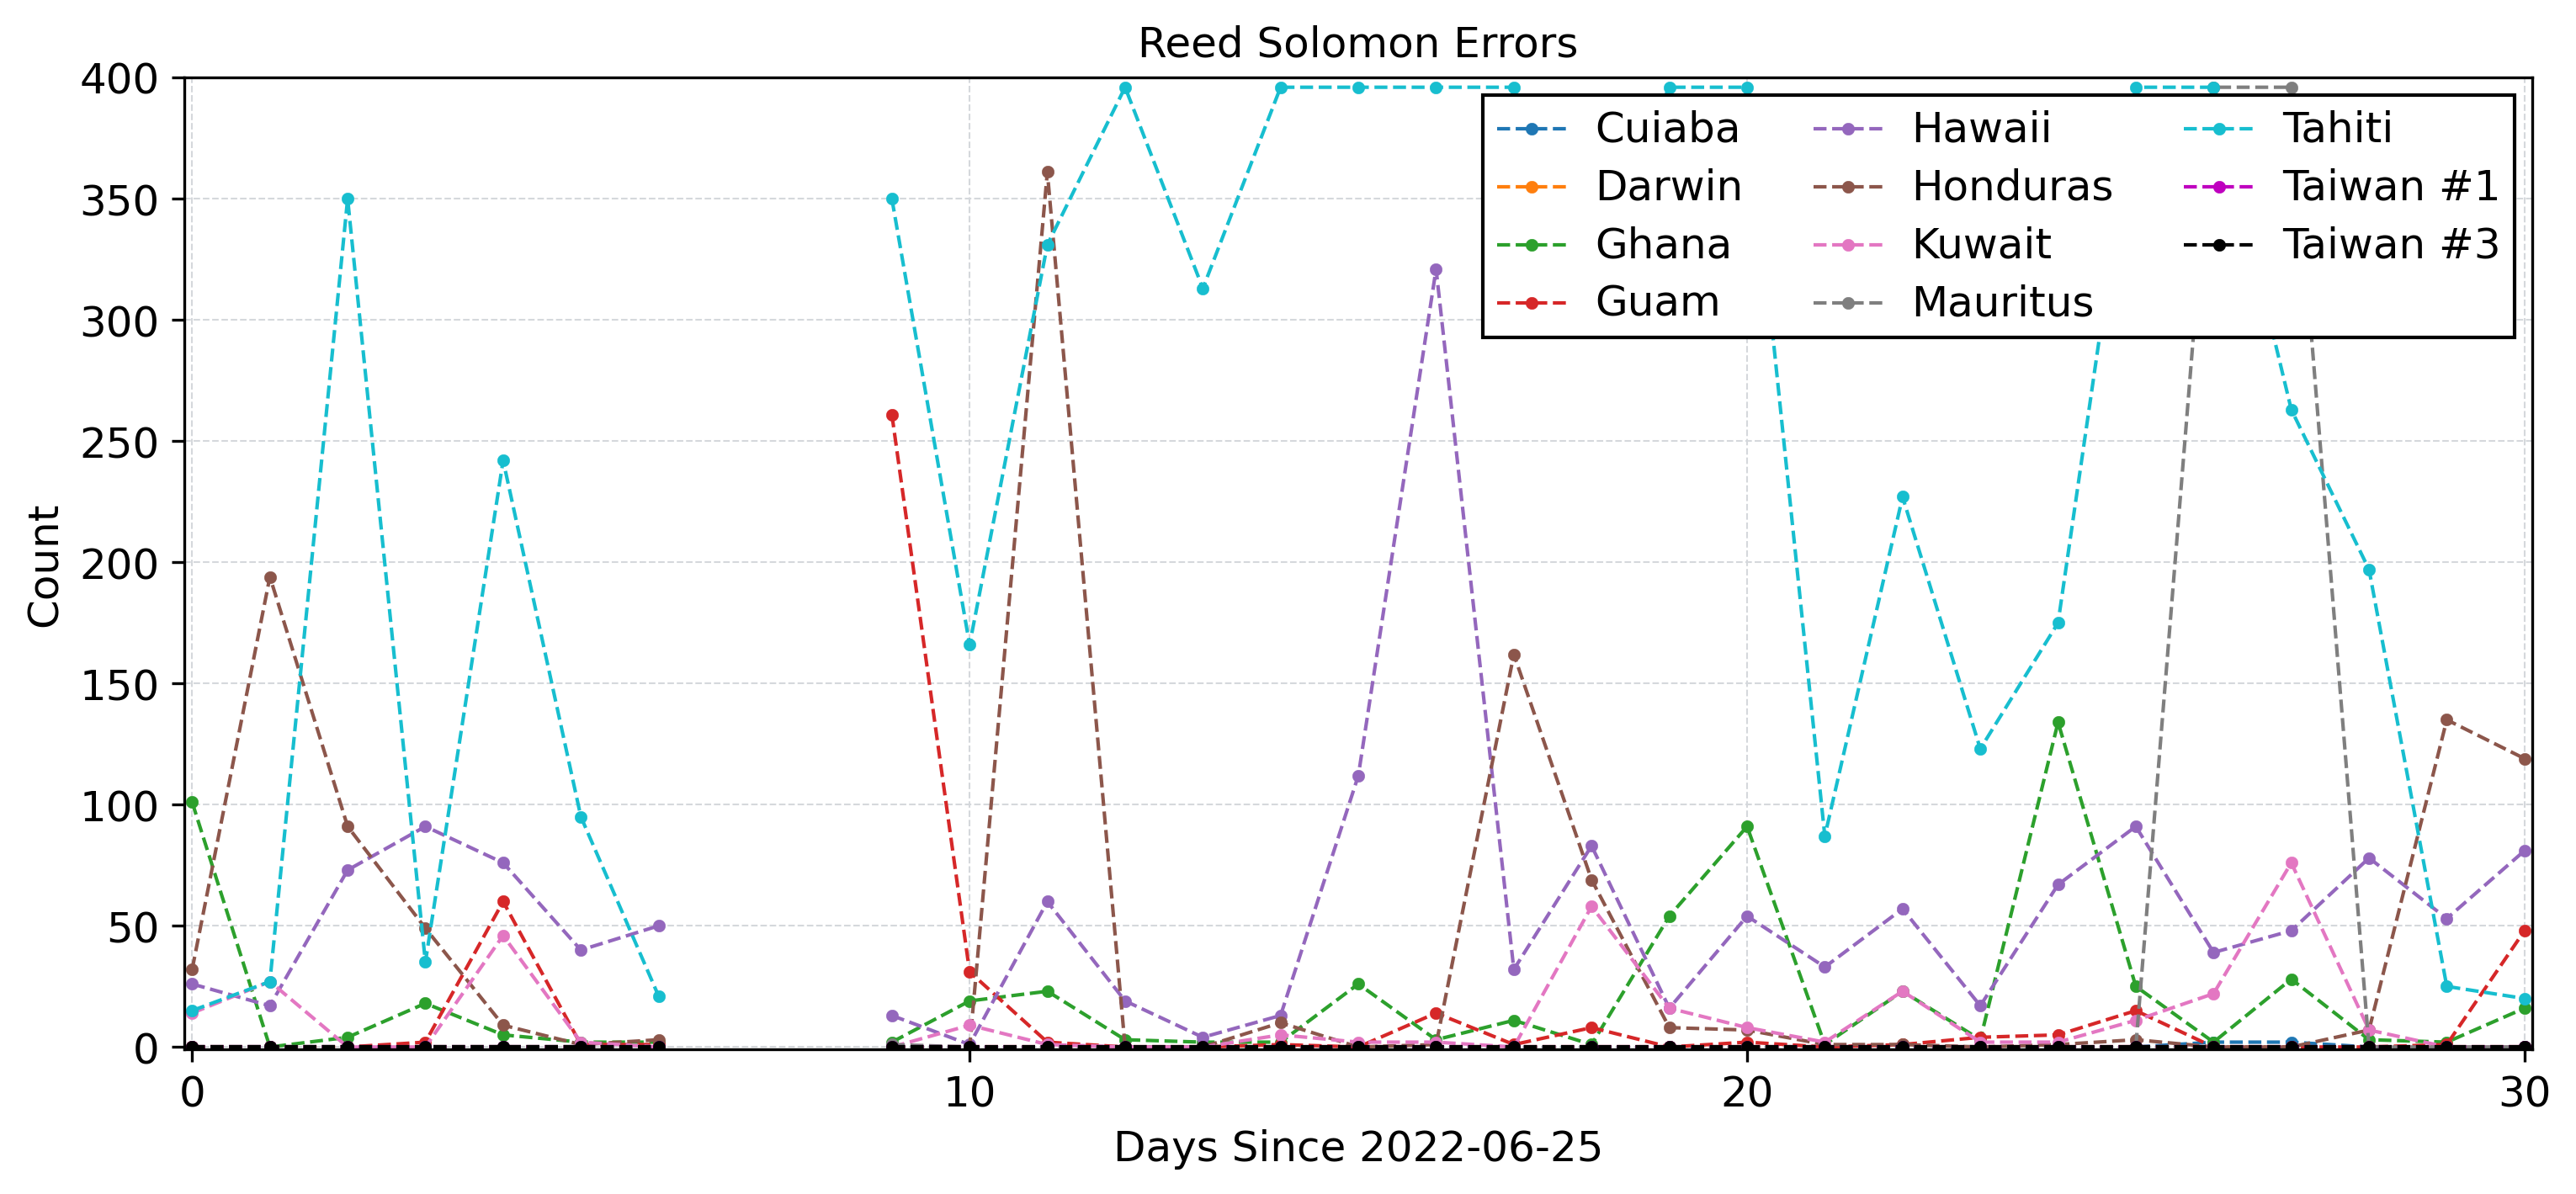 Reed Solomon Errors
400
350
300
250
200
150
100
50
0
Count
Cuiaba
Darwin
Ghana
Guam
Hawaii
Honduras
Kuwait
Mauritus
Tahiti
Taiwan #1
Taiwan #3
0 10 20 30
Days Since 2022-06-25